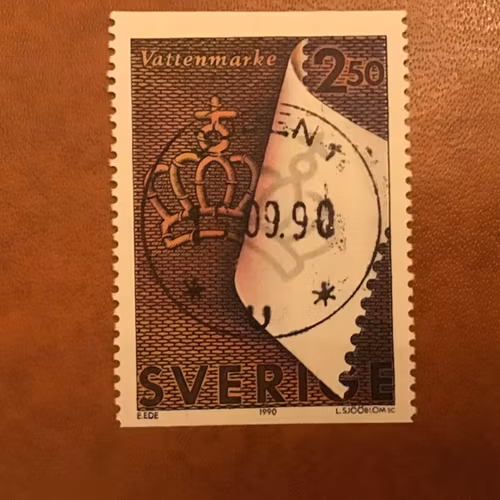 Vattenmarke
2 50
09.90
SVERIGE
E.EDE
1990
L.SJÖÖBLOM SC